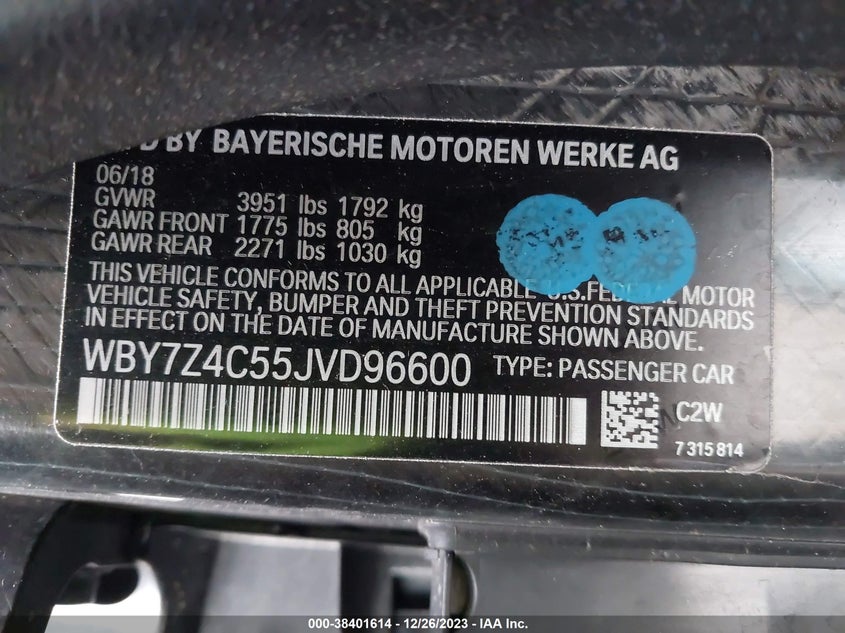 BY BAYERISCHE MOTOREN WERKE AG
06/18
GVWR 3951 lbs 1792 kg
GAWR FRONT 1775 lbs 805 kg
GAWR REAR 2271 lbs 1030 kg
THIS VEHICLE CONFORMS TO ALL APPLICABLE U.S. FEDERAL MOTOR
VEHICLE SAFETY, BUMPER AND THEFT PREVENTION STANDARDS
IN EFFECT ON THE DATE OF MANUFACTURE SHOWN ABOVE.
WBY7Z4C55JVD96600 TYPE: PASSENGER CAR
C2W
7 315 814
000-38401614 - 12/26/2023 - IAA Inc.